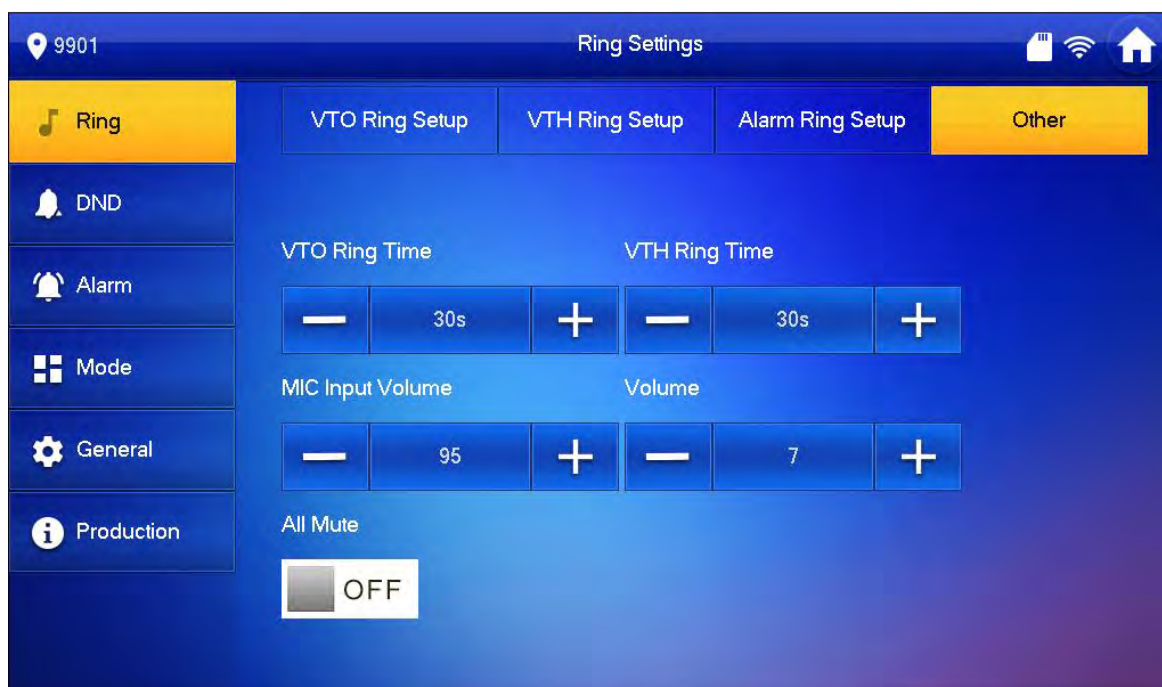 9901
Ring Settings
Ring
VTO Ring Setup
VTH Ring Setup
Alarm Ring Setup
Other
DND
Alarm
Mode
General
Production
VTO Ring Time
VTH Ring Time
30s
30s
MIC Input Volume
Volume
95
7
All Mute
OFF